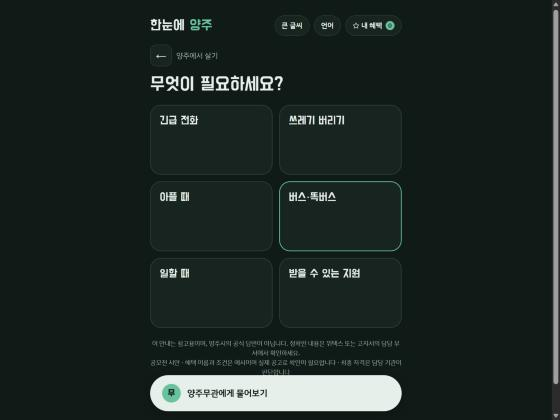 한눈에 양주
큰 글씨
언어
☆ 내 혜택 0
← 양주에서 살기
무엇이 필요하세요?
긴급 전화
쓰레기 버리기
아플 때
버스·똑버스
일할 때
받을 수 있는 지원
이 안내는 참고용이며, 양주시의 공식 답변이 아닙니다. 정확한 내용은 위택스 또는 고지서의 담당 부
서에서 확인하세요.
공모전 시안 · 혜택 이름과 조건은 예시이며 실제 공고로 확인이 필요합니다 · 최종 자격은 담당 기관이
판단합니다
무 양주무관에게 물어보기